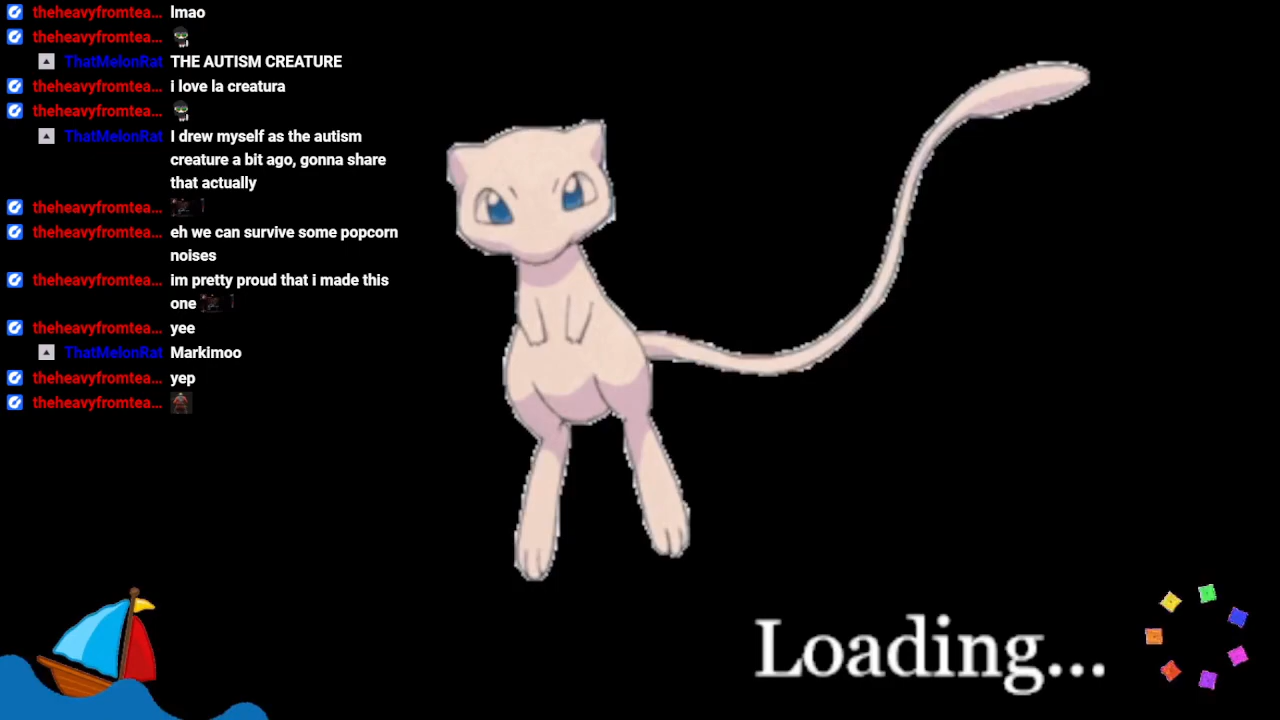 theheavyfromtea... lmao
theheavyfromtea...
ThatMelonRat THE AUTISM CREATURE
theheavyfromtea... i love la creatura
theheavyfromtea...
ThatMelonRat I drew myself as the autism
creature a bit ago, gonna share
that actually
theheavyfromtea...
theheavyfromtea... eh we can survive some popcorn
noises
theheavyfromtea... im pretty proud that i made this
one
theheavyfromtea... yee
ThatMelonRat Markimoo
theheavyfromtea... yep
theheavyfromtea...
Loading...